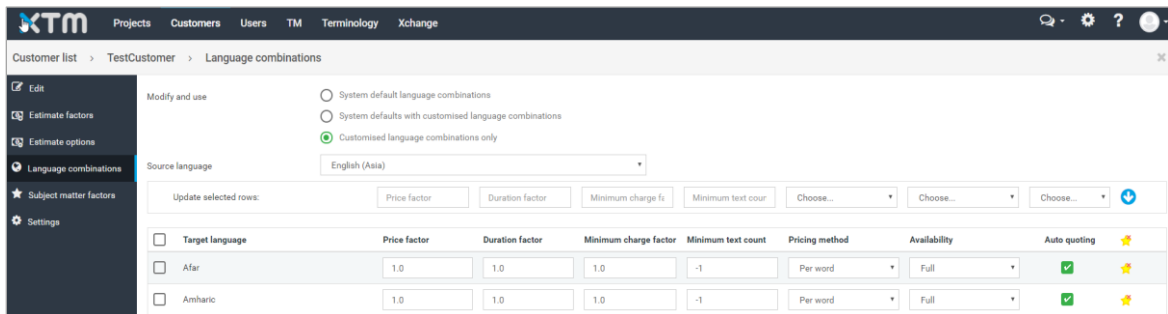 XTM Projects Customers Users TM Terminology Xchange ?
Customer list > TestCustomer > Language combinations
Edit
Modify and use
System default language combinations
Estimate factors
System defaults with customised language combinations
Estimate options
Customised language combinations only
Language combinations
Source language
English (Asia)
Subject matter factors
Update selected rows: Price factor Duration factor Minimum charge fa Minimum text cour Choose... Choose... Choose...
Settings
Target language Price factor Duration factor Minimum charge factor Minimum text count Pricing method Availability Auto quoting
Afar 1.0 1.0 1.0 -1 Per word Full
Amharic 1.0 1.0 1.0 -1 Per word Full